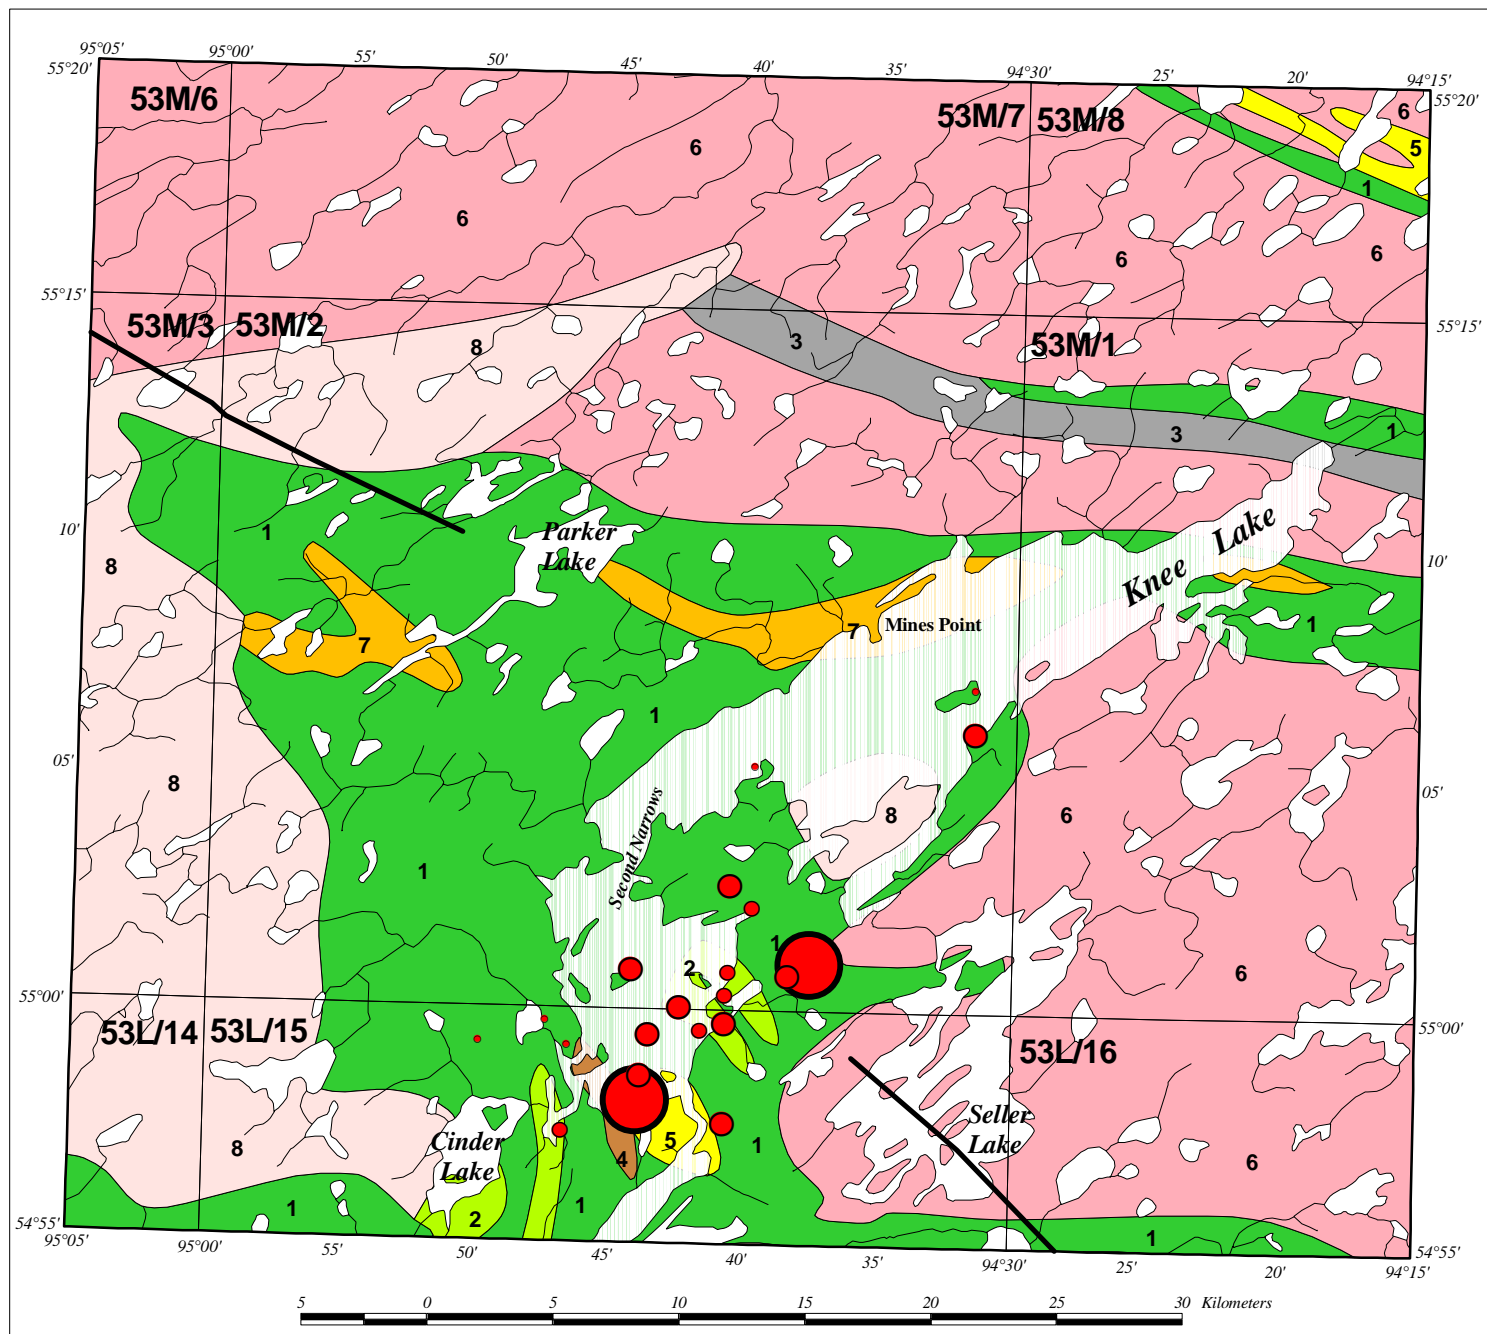 95°05' 95°00' 55' 50' 45' 40' 35' 94°30' 25' 20' 94°15'
55°20' 55°20'
53M/6 53M/7 53M/8 6
6 5
1
6
6 6
55°15' 55°15'
53M/3 53M/2 53M/1
8 3
3 1
10' 10'
1 Parker
Lake
Knee Lake
8
7 7 Mines Point 1
1
05' 05'
8 8 6
Second Narrows
1
1
2 6
55°00' 55°00'
53L/14 53L/15 53L/16
Cinder
Lake
Seller
Lake
8 4 5 1 6
1 2 1 1
54°55' 54°55'
95°05' 95°00' 55' 50' 45' 40' 35' 94°30' 25' 20' 94°15'
5 0 5 10 15 20 25 30 Kilometers